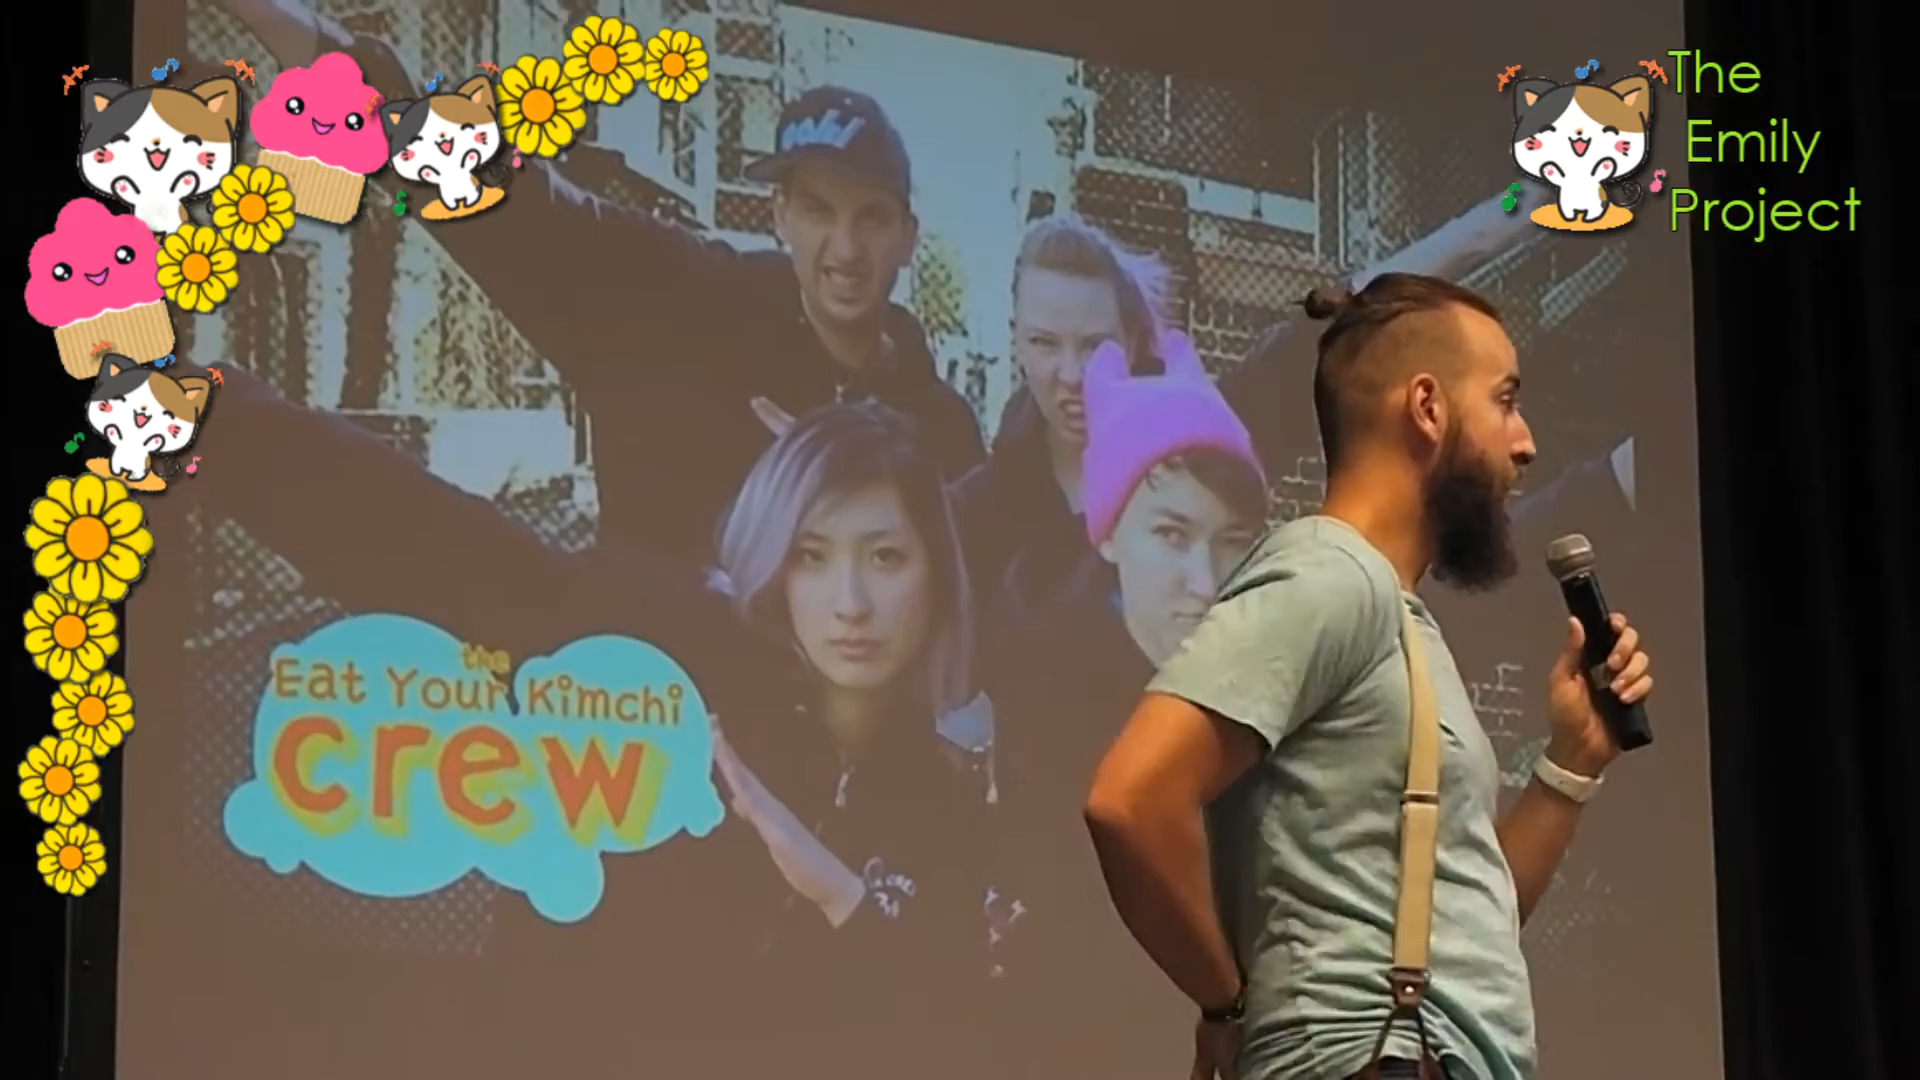 The
Emily
Project
the
Eat Your Kimchi
crew